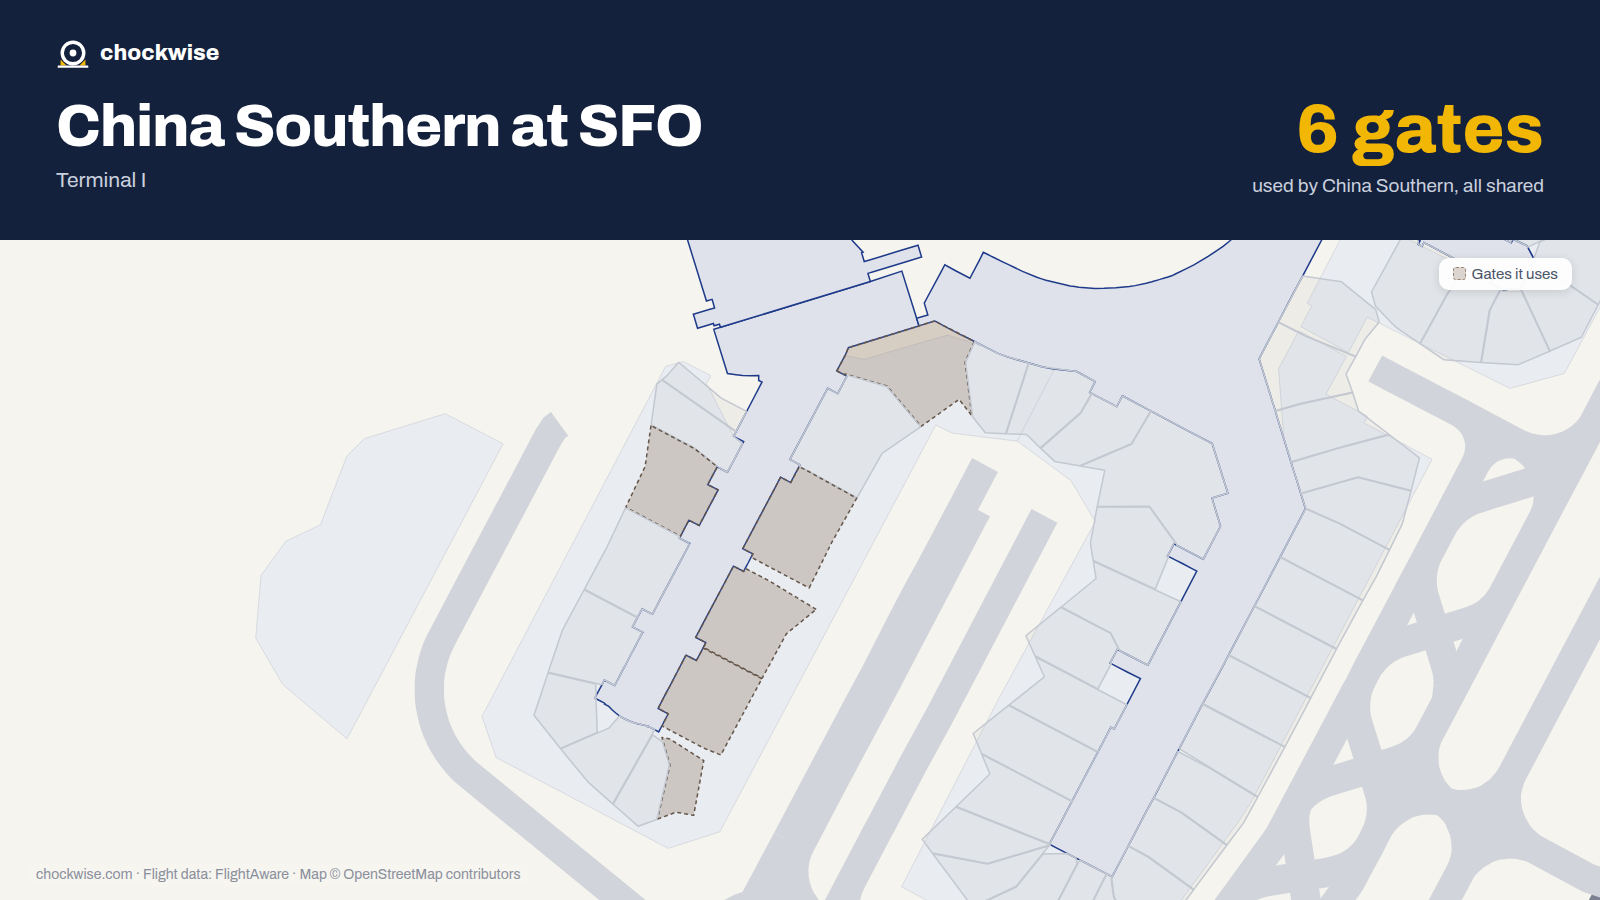 chockwise
China Southern at SFO
Terminal I
6 gates
used by China Southern, all shared
Gates it uses
chockwise.com · Flight data: FlightAware · Map © OpenStreetMap contributors